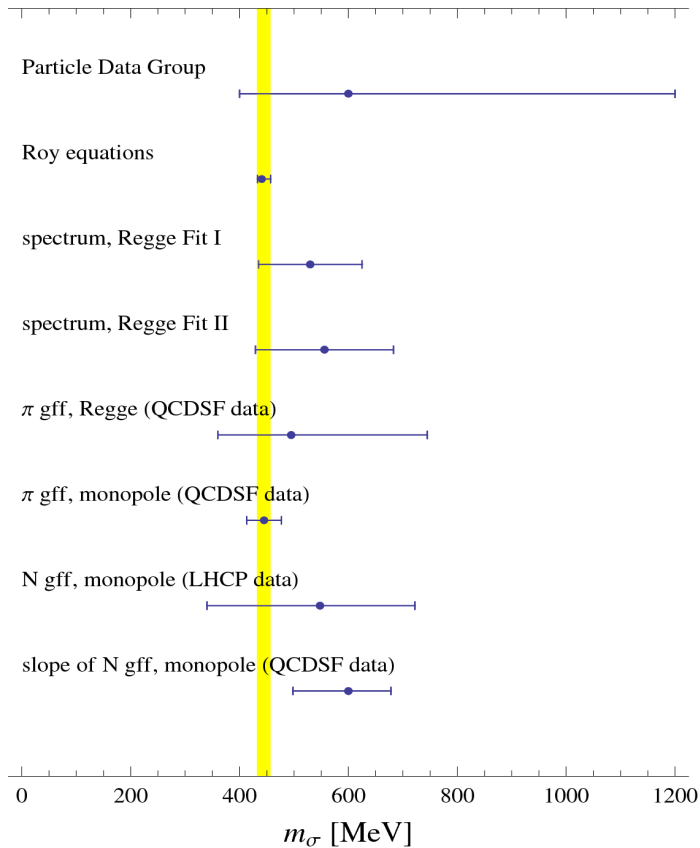 Particle Data Group
Roy equations
spectrum, Regge Fit I
spectrum, Regge Fit II
π gff, Regge (QCDSF data)
π gff, monopole (QCDSF data)
N gff, monopole (LHCP data)
slope of N gff, monopole (QCDSF data)
0 200 400 600 800 1000 1200
m_σ [MeV]